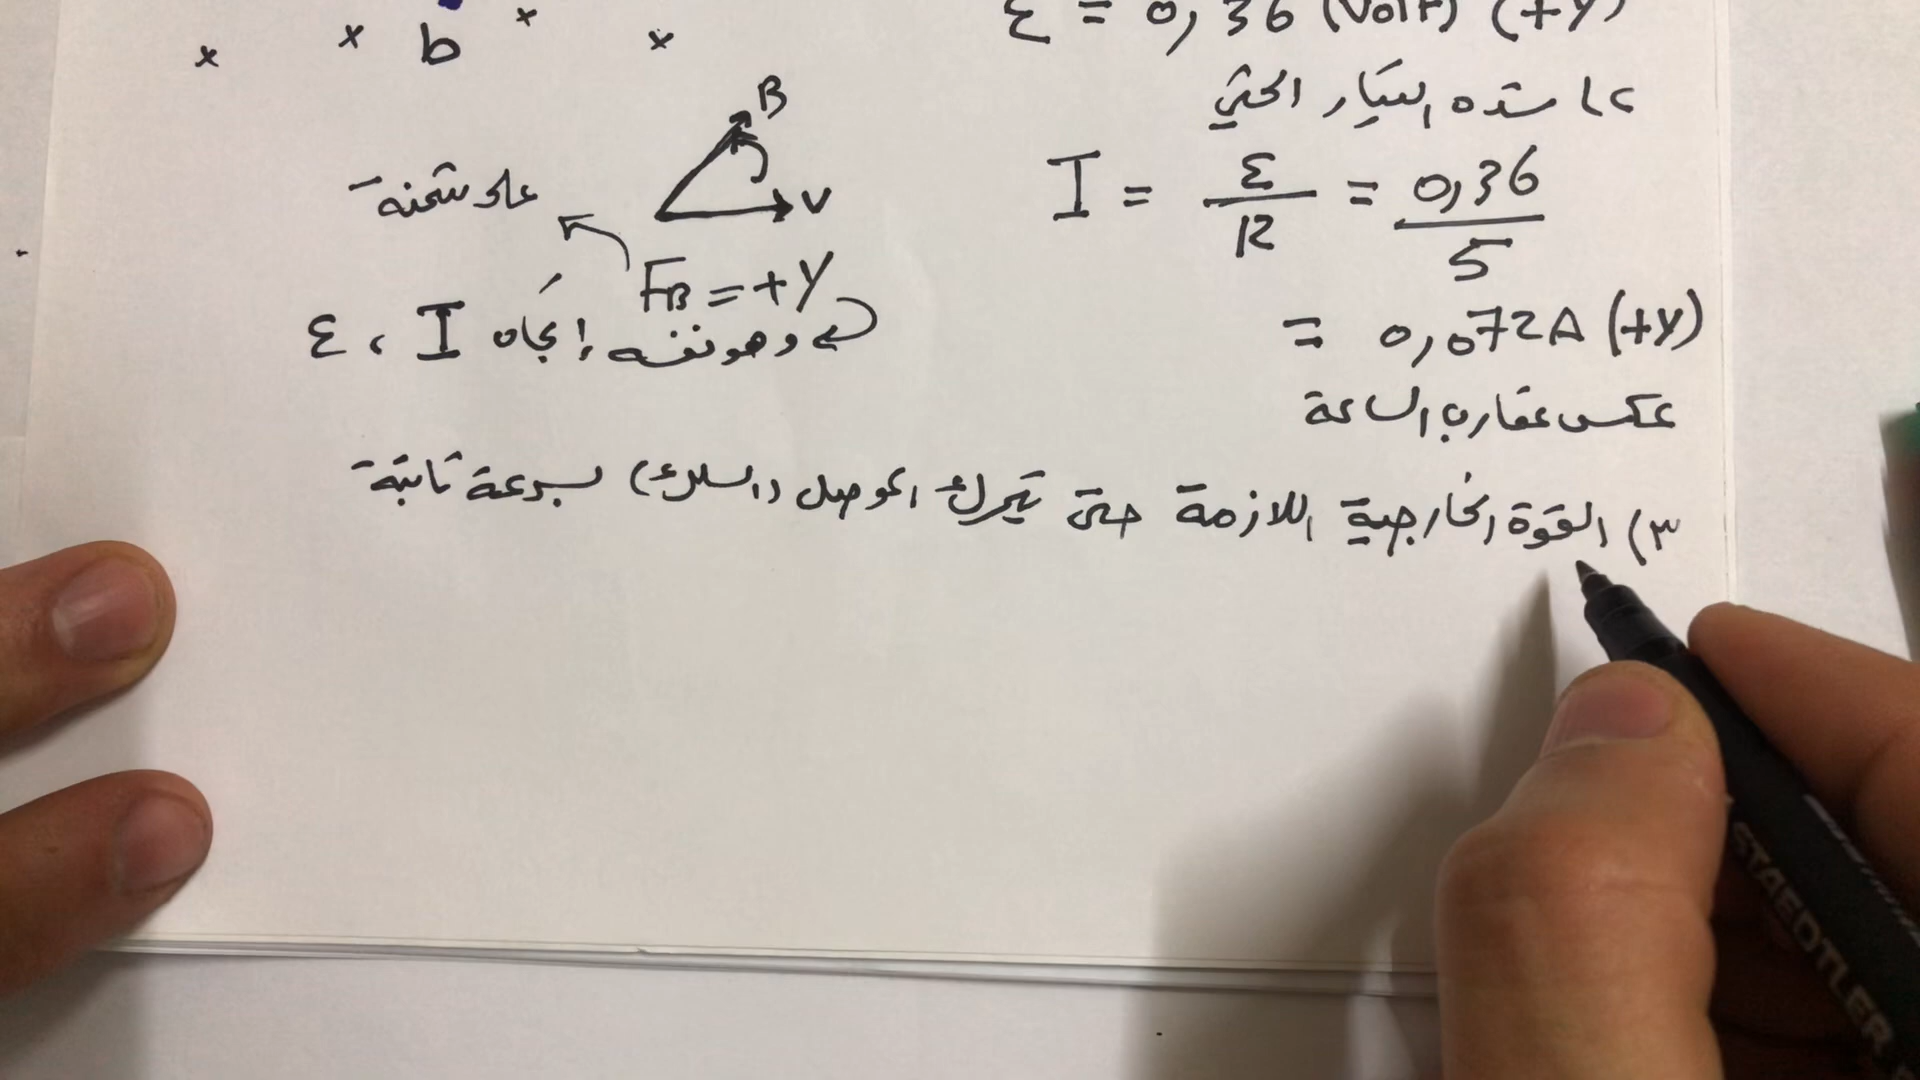 ε = 0,36 (Volt) (+Y)
٢) شدة التيار الحثي
I = ε/R = 0,36/5
= 0,072A (+Y)
عكس عقارب الساعة
x x b x x
B
V
على شحنة
FB = +Y
وهو نفسه إتجاه I ، ε
٣) القوة الخارجية اللازمة حتى يتحرك الموصل (السلك) بسرعة ثابتة
STAEDTLER